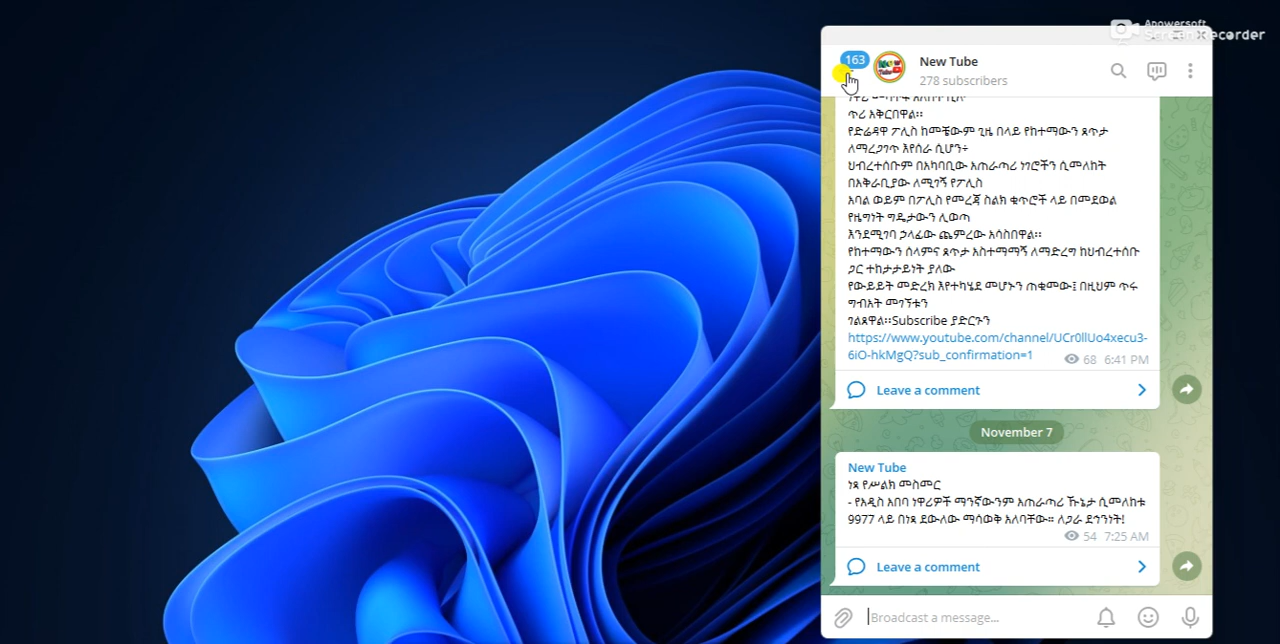 Apowersoft
Screen Recorder
163
New Tube
278 subscribers
ጥሪ አቅርበዋል፡፡
የድሬዳዋ ፖሊስ ከመቼውም ጊዜ በላይ የከተማውን ጸጥታ
ለማረጋገጥ እየሰራ ሲሆን÷
ህብረተሰቡም በአካባቢው አጠራጣሪ ነገሮችን ሲመለከት
በአቅራቢያው ለሚገኝ የፖሊስ
አባል ወይም በፖሊስ የመረጃ ስልክ ቁጥሮች ላይ በመደወል
የዜግነት ግዴታውን ሊወጣ
እንደሚገባ ኃላፊው ጨምረው አሳስበዋል፡፡
የከተማውን ሰላምና ጸጥታ አስተማማኝ ለማድረግ ከህብረተሰቡ
ጋር ተከታታይነት ያለው
የውይይት መድረክ እየተካሄደ መሆኑን ጠቁመው፤ በዚህም ጥሩ
ግብአት መገኘቱን
ገልጸዋል፡፡Subscribe ያድርጉን
https://www.youtube.com/channel/UCr0llUo4xecu3-
6iO-hkMgQ?sub_confirmation=1 68 6:41 PM
Leave a comment
November 7
New Tube
ነጻ የሥልክ መስመር
- የአዲስ አበባ ነዋሪዎች ማንኛውንም አጠራጣሪ ዅኔታ ሲመለከቱ
9977 ላይ በነጻ ደውለው ማሳወቅ አለባቸው። ለጋራ ደኅንነት!
54 7:25 AM
Leave a comment
Broadcast a message...